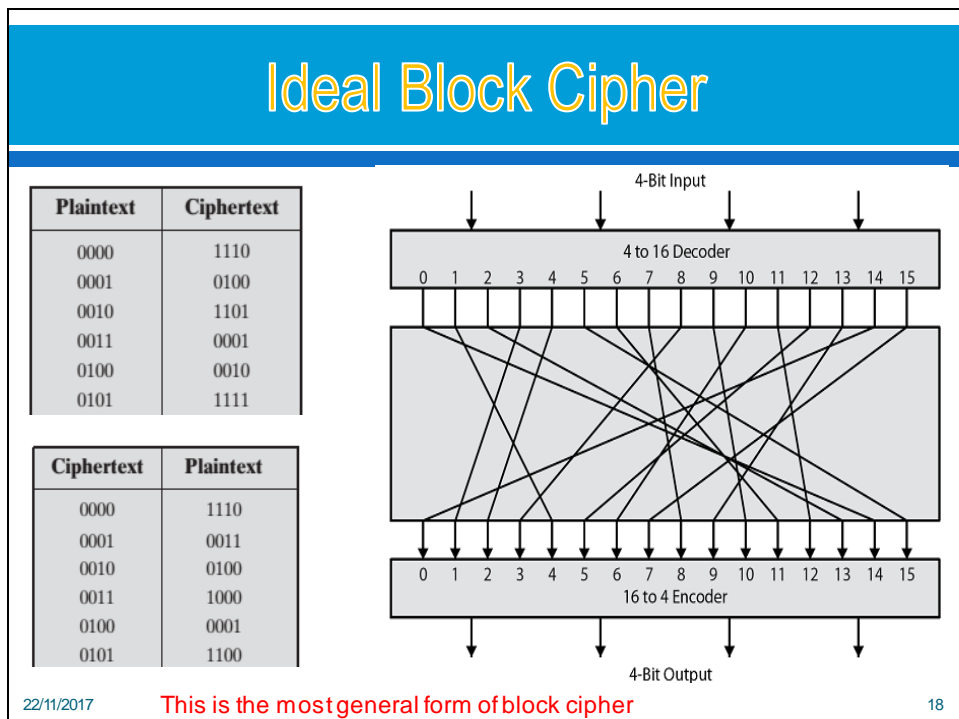 Ideal Block Cipher
Plaintext Ciphertext
0000 1110
0001 0100
0010 1101
0011 0001
0100 0010
0101 1111
Ciphertext Plaintext
0000 1110
0001 0011
0010 0100
0011 1000
0100 0001
0101 1100
4-Bit Input
4 to 16 Decoder
0 1 2 3 4 5 6 7 8 9 10 11 12 13 14 15
0 1 2 3 4 5 6 7 8 9 10 11 12 13 14 15
16 to 4 Encoder
4-Bit Output
22/11/2017 This is the most general form of block cipher 18